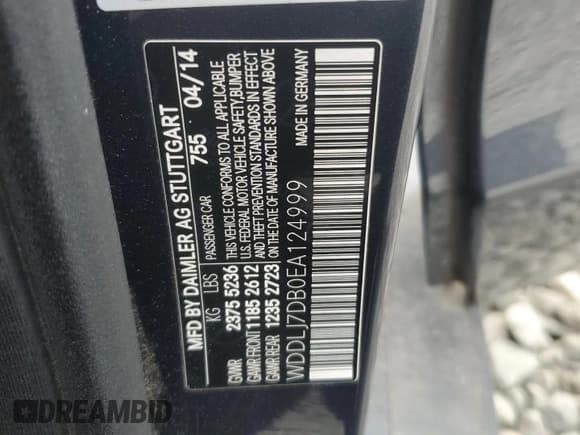 MFD BY DAIMLER AG STUTTGART
755 04/14
KG LBS PASSENGER CAR
GVWR 2375 5236
GAWR FRONT 1185 2612
GAWR REAR 1235 2723
THIS VEHICLE CONFORMS TO ALL APPLICABLE
U.S. FEDERAL MOTOR VEHICLE SAFETY,BUMPER
AND THEFT PREVENTION STANDARDS IN EFFECT
ON THE DATE OF MANUFACTURE SHOWN ABOVE
WDDLJ7DB0EA124999
MADE IN GERMANY
DREAMBID